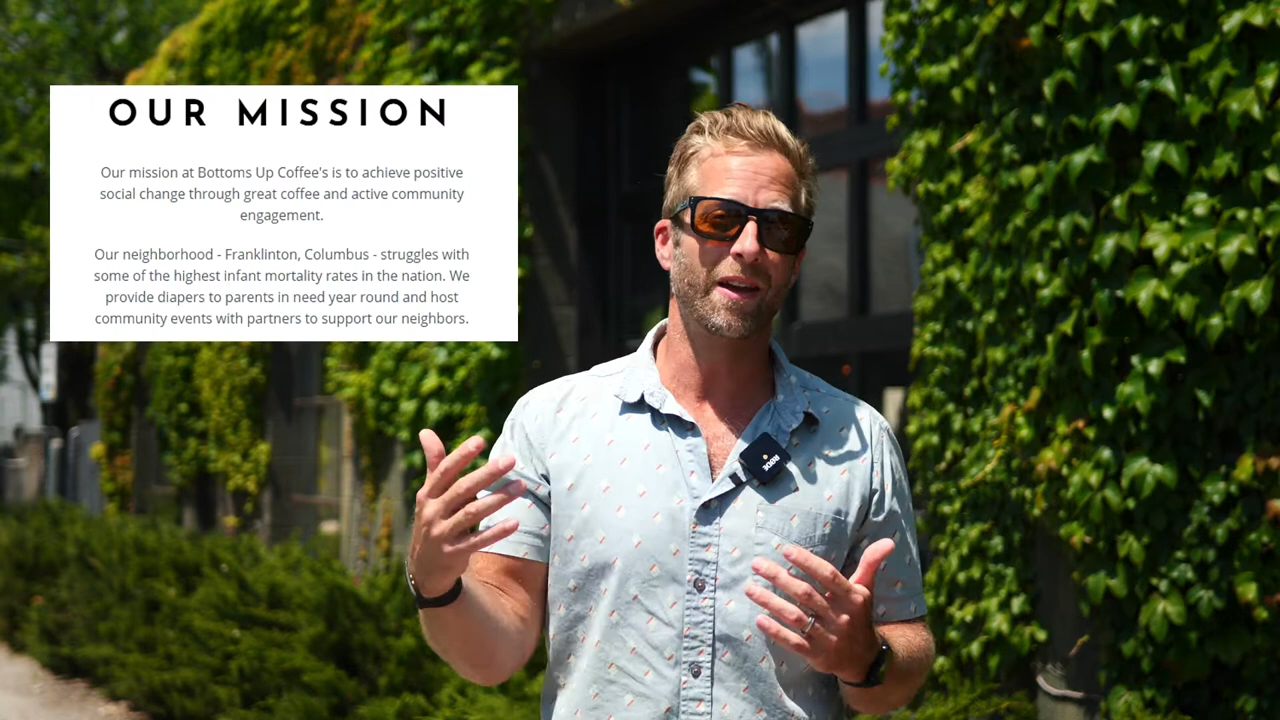 OUR MISSION
Our mission at Bottoms Up Coffee's is to achieve positive
social change through great coffee and active community
engagement.
Our neighborhood - Franklinton, Columbus - struggles with
some of the highest infant mortality rates in the nation. We
provide diapers to parents in need year round and host
community events with partners to support our neighbors.
RØDE